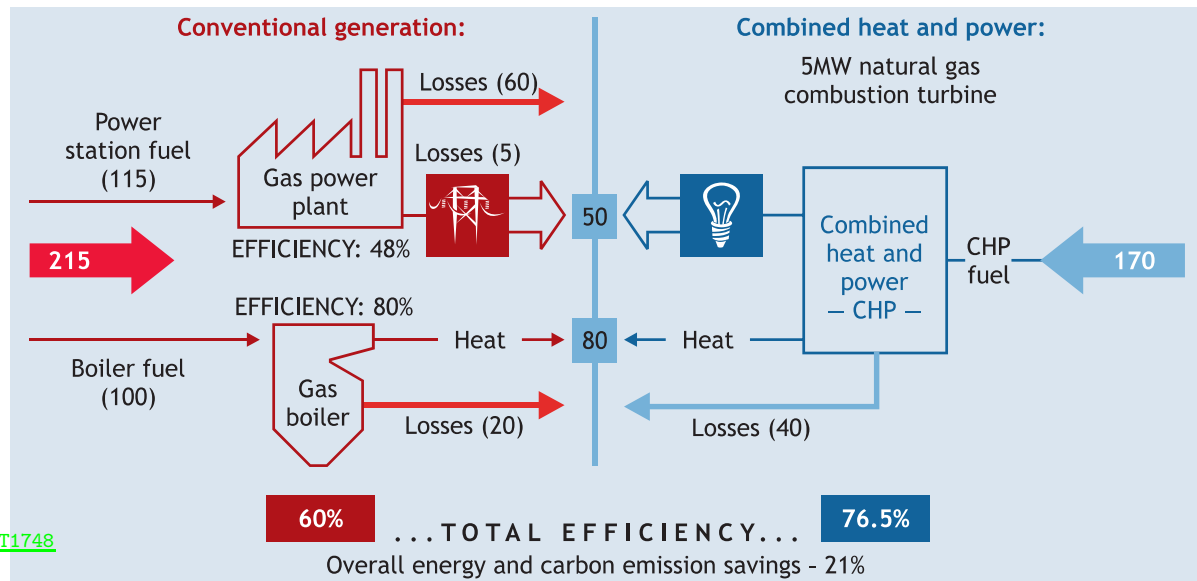 Conventional generation:
Losses (60)
Power
station fuel
(115)
Losses (5)
Gas power
plant
EFFICIENCY: 48%
215
EFFICIENCY: 80%
Heat
Boiler fuel
(100)
Gas
boiler
Losses (20)
50
80
Combined heat and power:
5MW natural gas
combustion turbine
Combined
heat and
power
— CHP —
CHP
fuel
170
Heat
Losses (40)
60%
...TOTAL EFFICIENCY...
76.5%
Overall energy and carbon emission savings - 21%
T1748